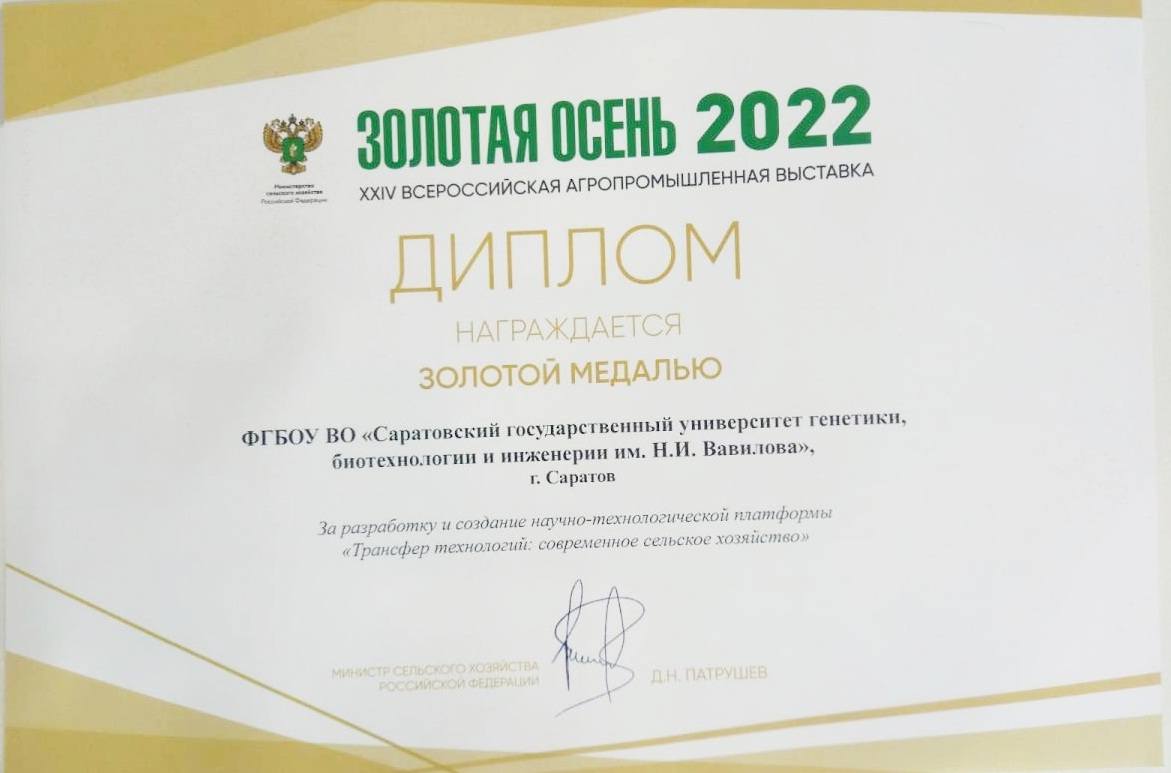 ЗОЛОТАЯ ОСЕНЬ 2022
XXIV ВСЕРОССИЙСКАЯ АГРОПРОМЫШЛЕННАЯ ВЫСТАВКА
Министерство
сельского хозяйства
Российской Федерации
ДИПЛОМ
НАГРАЖДАЕТСЯ
ЗОЛОТОЙ МЕДАЛЬЮ
ФГБОУ ВО «Саратовский государственный университет генетики,
биотехнологии и инженерии им. Н.И. Вавилова»,
г. Саратов
За разработку и создание научно-технологической платформы
«Трансфер технологий: современное сельское хозяйство»
МИНИСТР СЕЛЬСКОГО ХОЗЯЙСТВА
РОССИЙСКОЙ ФЕДЕРАЦИИ
Д.Н. ПАТРУШЕВ